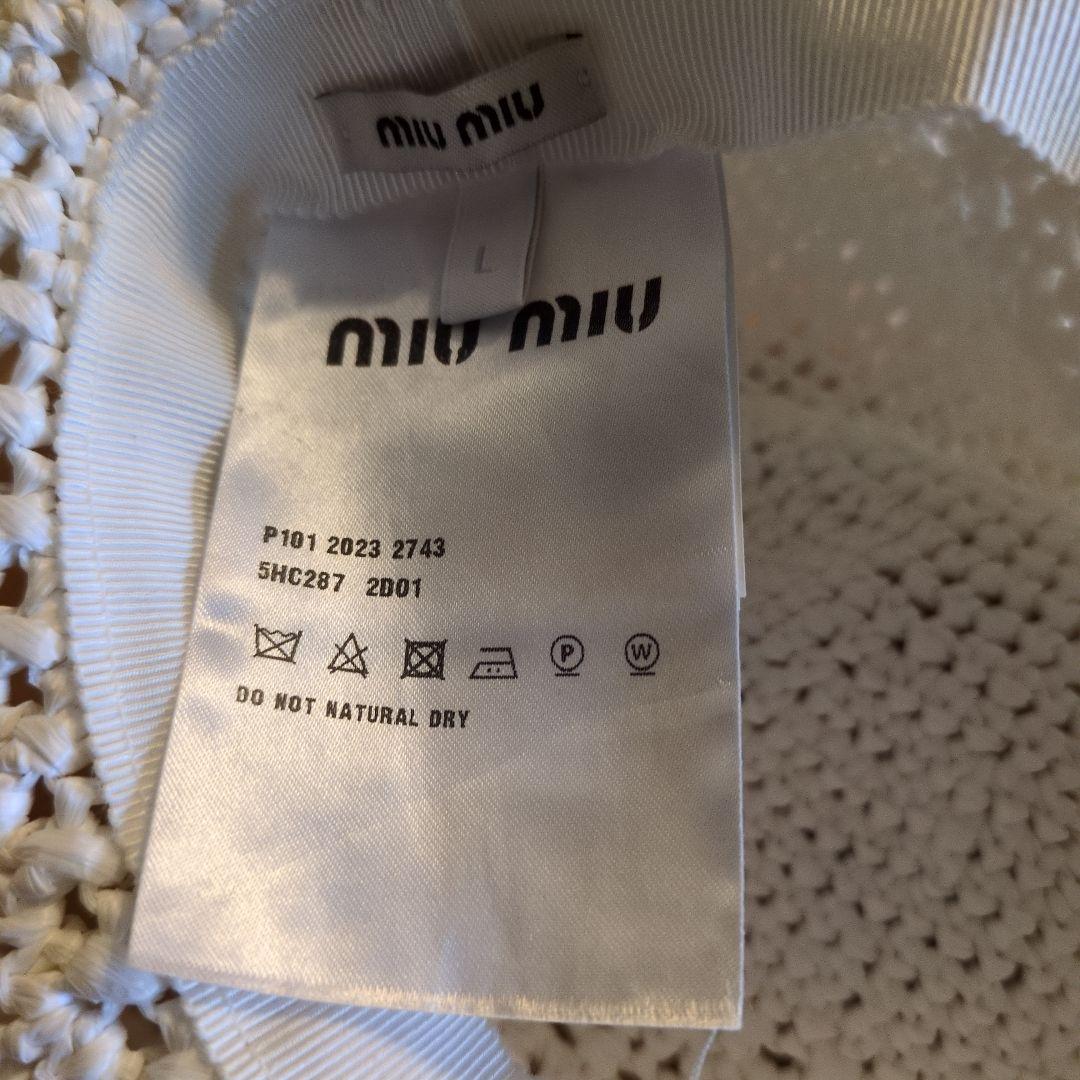 miu miu
L
miu miu
P101 2023 2743
5HC287 2D01
P W
DO NOT NATURAL DRY